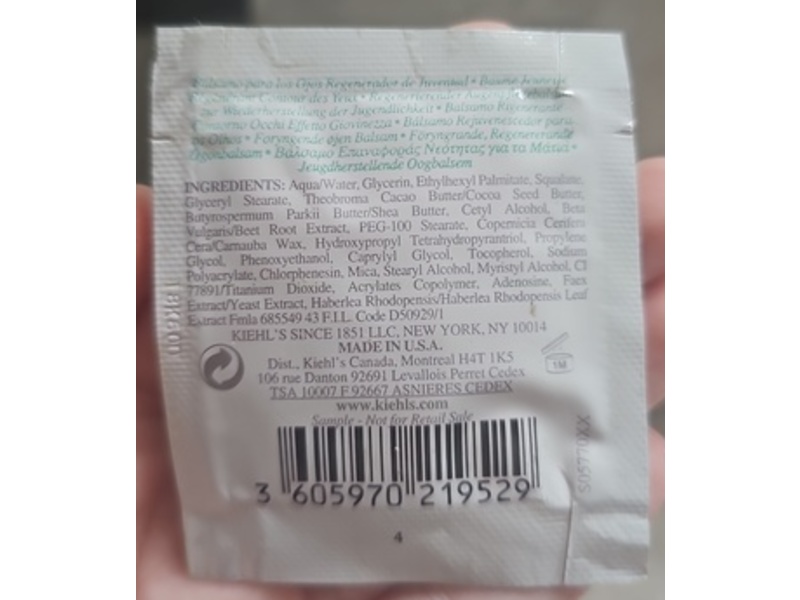 Bálsamo para los Ojos Regenerador de Juventud • Baume Jeunesse
Régénérant Contour des Yeux • Regenerierender Augenpflegebalsam
zur Wiederherstellung der Jugendlichkeit • Balsamo Rigenerante
Contorno Occhi Effetto Giovinezza • Bálsamo Rejuvenescedor para
os Olhos • Foryngende øjen Balsam • Föryngrande, Regenererande
Ögonbalsam • Βάλσαμο Επαναφοράς Νεότητας για τα Μάτια •
Jeugdherstellende Oogbalsem
INGREDIENTS: Aqua/Water, Glycerin, Ethylhexyl Palmitate, Squalane,
Glyceryl Stearate, Theobroma Cacao Butter/Cocoa Seed Butter,
Butyrospermum Parkii Butter/Shea Butter, Cetyl Alcohol, Beta
Vulgaris/Beet Root Extract, PEG-100 Stearate, Copernicia Cerifera
Cera/Carnauba Wax, Hydroxypropyl Tetrahydropyrantriol, Propylene
Glycol, Phenoxyethanol, Caprylyl Glycol, Tocopherol, Sodium
Polyacrylate, Chlorphenesin, Mica, Stearyl Alcohol, Myristyl Alcohol, CI
77891/Titanium Dioxide, Acrylates Copolymer, Adenosine, Faex
Extract/Yeast Extract, Haberlea Rhodopensis/Haberlea Rhodopensis Leaf
Extract Fmla 685549 43 F.I.L. Code D50929/1
KIEHL'S SINCE 1851 LLC, NEW YORK, NY 10014
MADE IN U.S.A.
Dist., Kiehl's Canada, Montreal H4T 1K5
106 rue Danton 92691 Levallois Perret Cedex
TSA 10007 F 92667 ASNIERES CEDEX
www.kiehls.com
Sample - Not for Retail Sale
1M
3 605970 219529
S05770XX
4